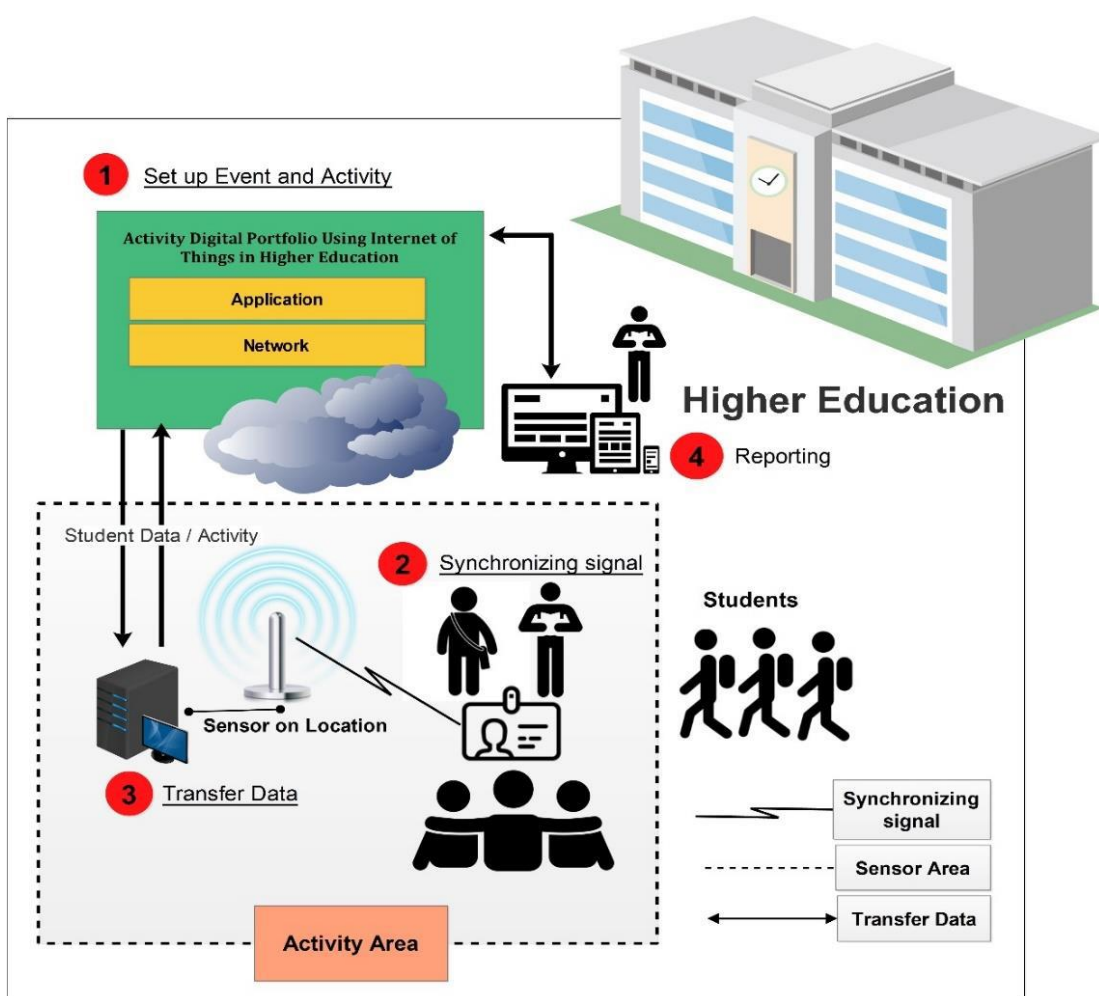 1 Set up Event and Activity
Activity Digital Portfolio Using Internet of
Things in Higher Education
Application
Network
Higher Education
4 Reporting
Student Data / Activity
2 Synchronizing signal
Students
Sensor on Location
3 Transfer Data
Synchronizing
signal
Sensor Area
Transfer Data
Activity Area